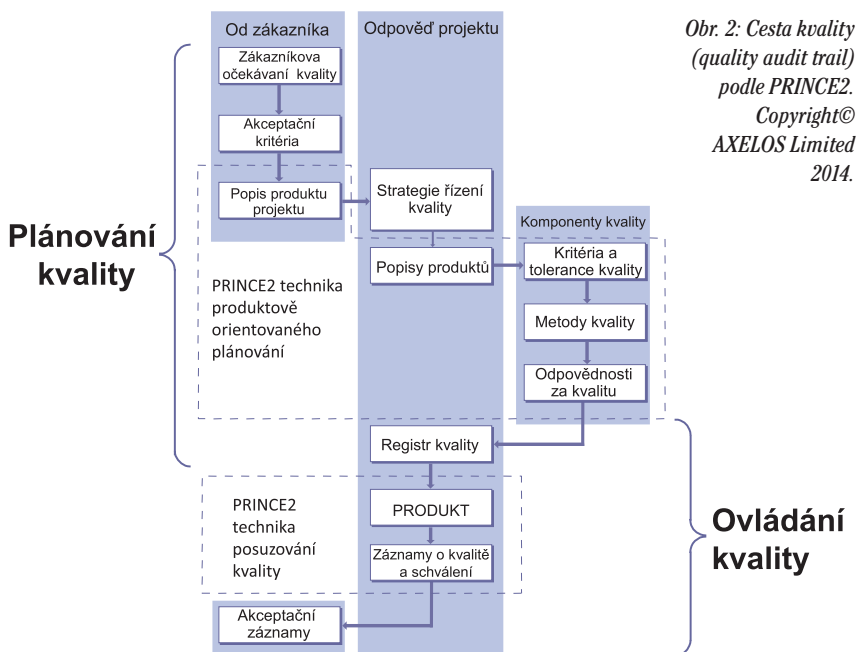 Od zákazníka
Odpověď projektu
Obr. 2: Cesta kvality
(quality audit trail)
podle PRINCE2.
Copyright©
AXELOS Limited
2014.
Zákazníkova
očekávaní kvality
Akceptační
kritéria
Popis produktu
projektu
Strategie řízení
kvality
Komponenty kvality
Plánování
kvality
Popisy produktů
Kritéria a
tolerance kvality
PRINCE2 technika
produktově
orientovaného
plánování
Metody kvality
Odpovědnosti
za kvalitu
Registr kvality
PRINCE2
technika
posuzování
kvality
PRODUKT
Záznamy o kvalitě
a schválení
Ovládání
kvality
Akceptační
záznamy